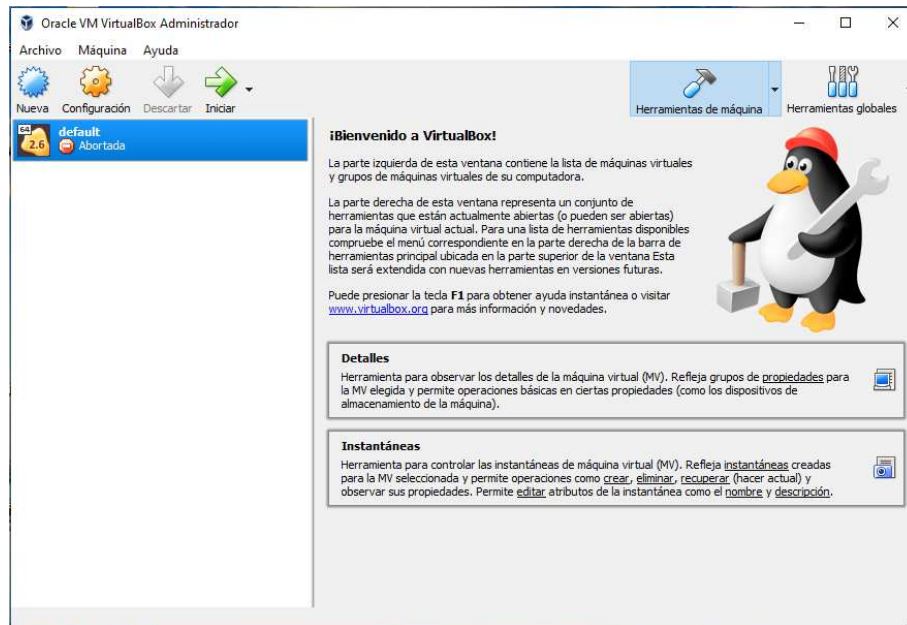 Oracle VM VirtualBox Administrador
Archivo Máquina Ayuda
Nueva Configuración Descartar Iniciar Herramientas de máquina Herramientas globales
64
2.6
default
Abortada
¡Bienvenido a VirtualBox!
La parte izquierda de esta ventana contiene la lista de máquinas virtuales
y grupos de máquinas virtuales de su computadora.
La parte derecha de esta ventana representa un conjunto de
herramientas que están actualmente abiertas (o pueden ser abiertas)
para la máquina virtual actual. Para una lista de herramientas disponibles
compruebe el menú correspondiente en la parte derecha de la barra de
herramientas principal ubicada en la parte superior de la ventana Esta
lista será extendida con nuevas herramientas en versiones futuras.
Puede presionar la tecla F1 para obtener ayuda instantánea o visitar
www.virtualbox.org para más información y novedades.
Detalles
Herramienta para observar los detalles de la máquina virtual (MV). Refleja grupos de propiedades para
la MV elegida y permite operaciones básicas en ciertas propiedades (como los dispositivos de
almacenamiento de la máquina).
Instantáneas
Herramienta para controlar las instantáneas de máquina virtual (MV). Refleja instantáneas creadas
para la MV seleccionada y permite operaciones como crear, eliminar, recuperar (hacer actual) y
observar sus propiedades. Permite editar atributos de la instantánea como el nombre y descripción.